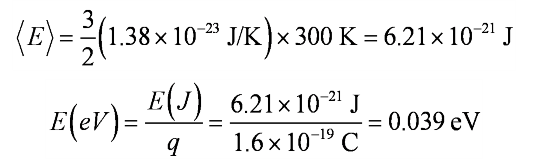 ⟨E⟩ = 3/2 (1.38 × 10⁻²³ J/K) × 300 K = 6.21 × 10⁻²¹ J
E(eV) = E(J)/q = 6.21 × 10⁻²¹ J / 1.6 × 10⁻¹⁹ C = 0.039 eV